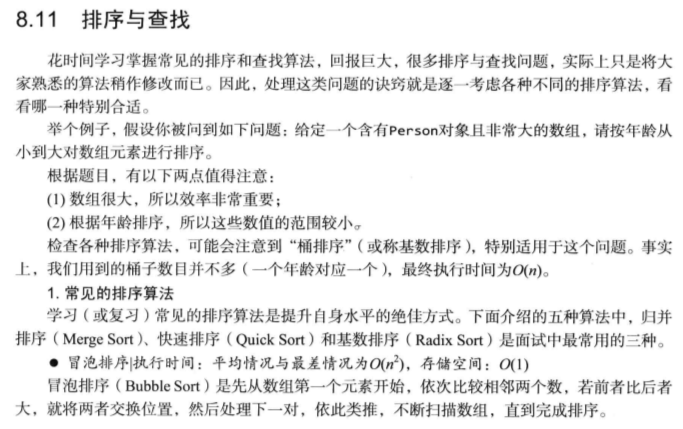 8.11 排序与查找
花时间学习掌握常见的排序和查找算法，回报巨大，很多排序与查找问题，实际上只是将大
家熟悉的算法稍作修改而已。因此，处理这类问题的诀窍就是逐一考虑各种不同的排序算法，看
看哪一种特别合适。
举个例子，假设你被问到如下问题：给定一个含有Person对象且非常大的数组，请按年龄从
小到大对数组元素进行排序。
根据题目，有以下两点值得注意：
(1) 数组很大，所以效率非常重要；
(2) 根据年龄排序，所以这些数值的范围较小。
检查各种排序算法，可能会注意到“桶排序”（或称基数排序），特别适用于这个问题。事实
上，我们用到的桶子数目并不多（一个年龄对应一个），最终执行时间为O(n)。
1. 常见的排序算法
学习（或复习）常见的排序算法是提升自身水平的绝佳方式。下面介绍的五种算法中，归并
排序（Merge Sort）、快速排序（Quick Sort）和基数排序（Radix Sort）是面试中最常用的三种。
● 冒泡排序|执行时间：平均情况与最差情况为O(n²)，存储空间：O(1)
冒泡排序（Bubble Sort）是先从数组第一个元素开始，依次比较相邻两个数，若前者比后者
大，就将两者交换位置，然后处理下一对，依此类推，不断扫描数组，直到完成排序。